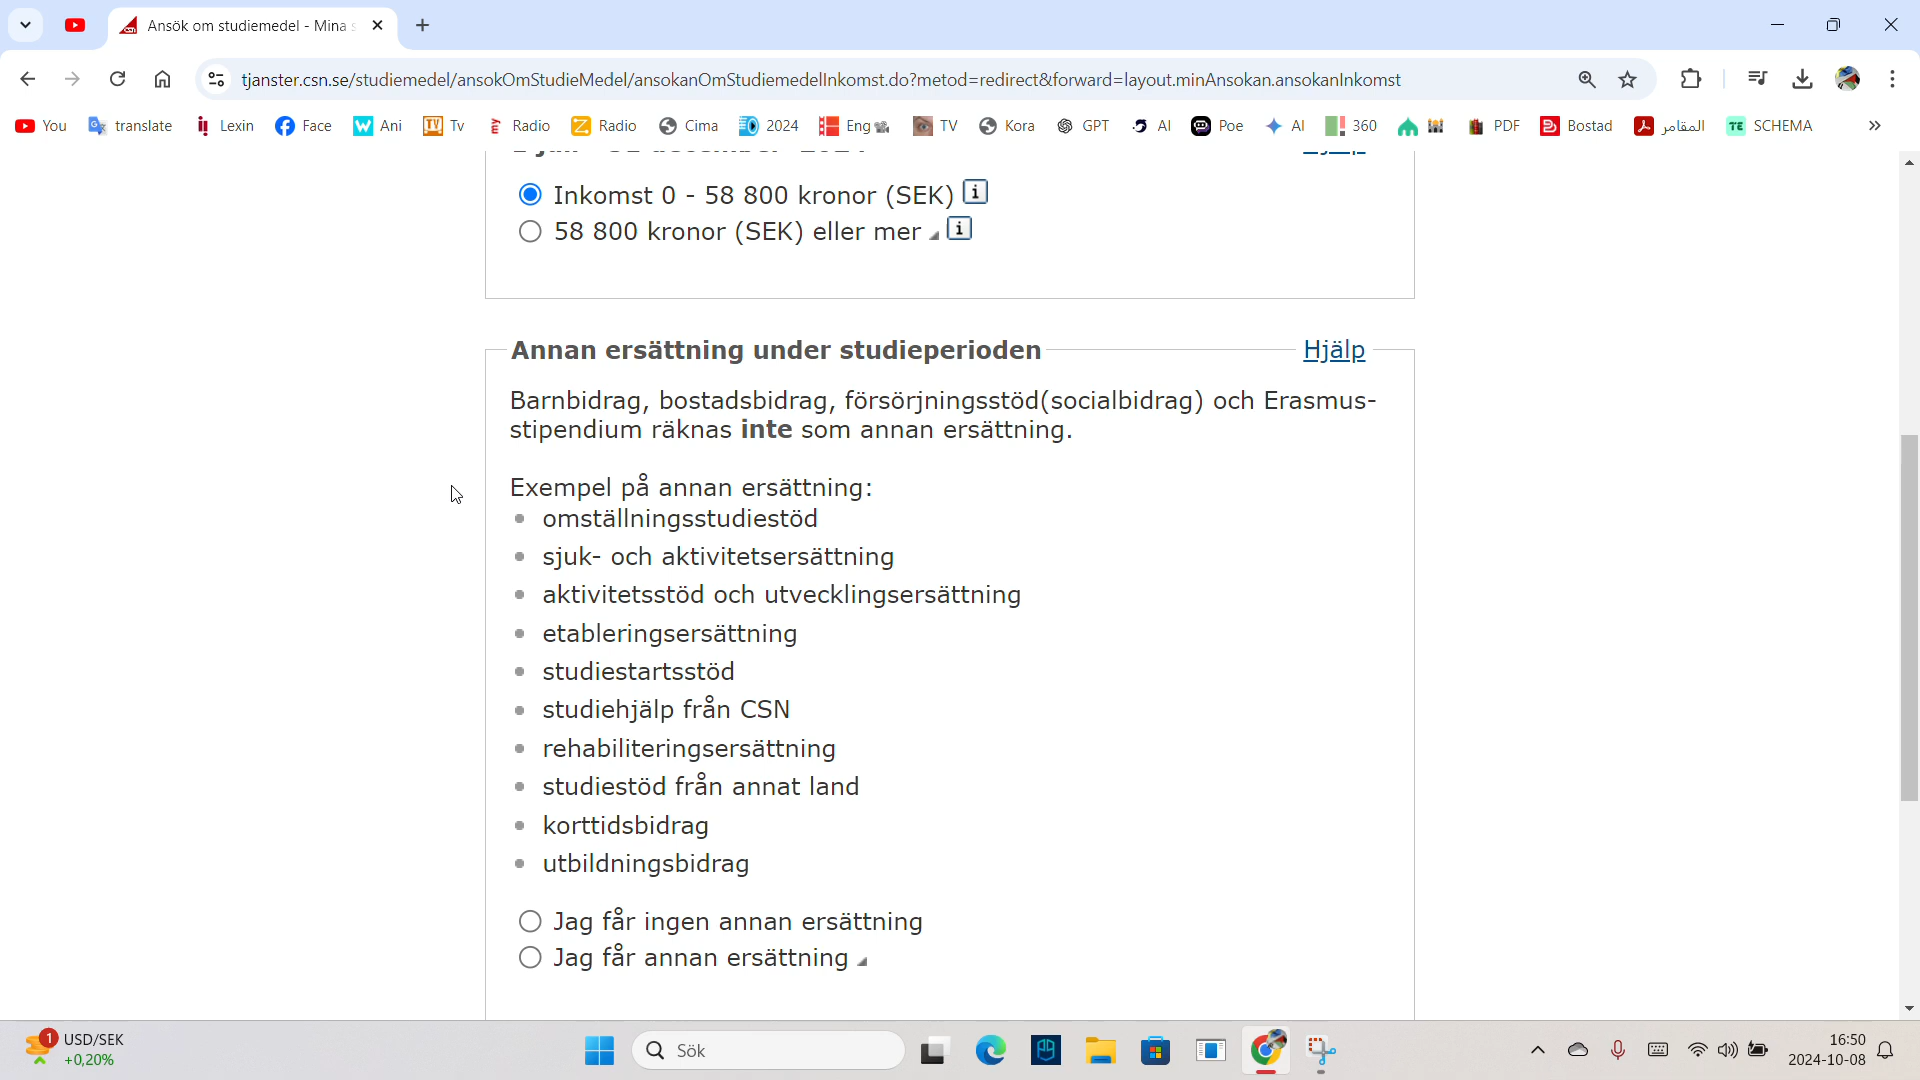 Ansök om studiemedel - Mina s
tjanster.csn.se/studiemedel/ansokOmStudieMedel/ansokanOmStudiemedelInkomst.do?metod=redirect&forward=layout.minAnsokan.ansokanInkomst
You translate Lexin Face Ani Tv Radio Radio Cima 2024 Eng TV Kora GPT AI Poe AI 360 PDF Bostad المقامر SCHEMA
Inkomst 0 - 58 800 kronor (SEK)
58 800 kronor (SEK) eller mer
Annan ersättning under studieperioden Hjälp
Barnbidrag, bostadsbidrag, försörjningsstöd(socialbidrag) och Erasmus-
stipendium räknas inte som annan ersättning.
Exempel på annan ersättning:
omställningsstudiestöd
sjuk- och aktivitetsersättning
aktivitetsstöd och utvecklingsersättning
etableringsersättning
studiestartsstöd
studiehjälp från CSN
rehabiliteringsersättning
studiestöd från annat land
korttidsbidrag
utbildningsbidrag
Jag får ingen annan ersättning
Jag får annan ersättning
1 USD/SEK
+0,20%
Sök
16:50
2024-10-08